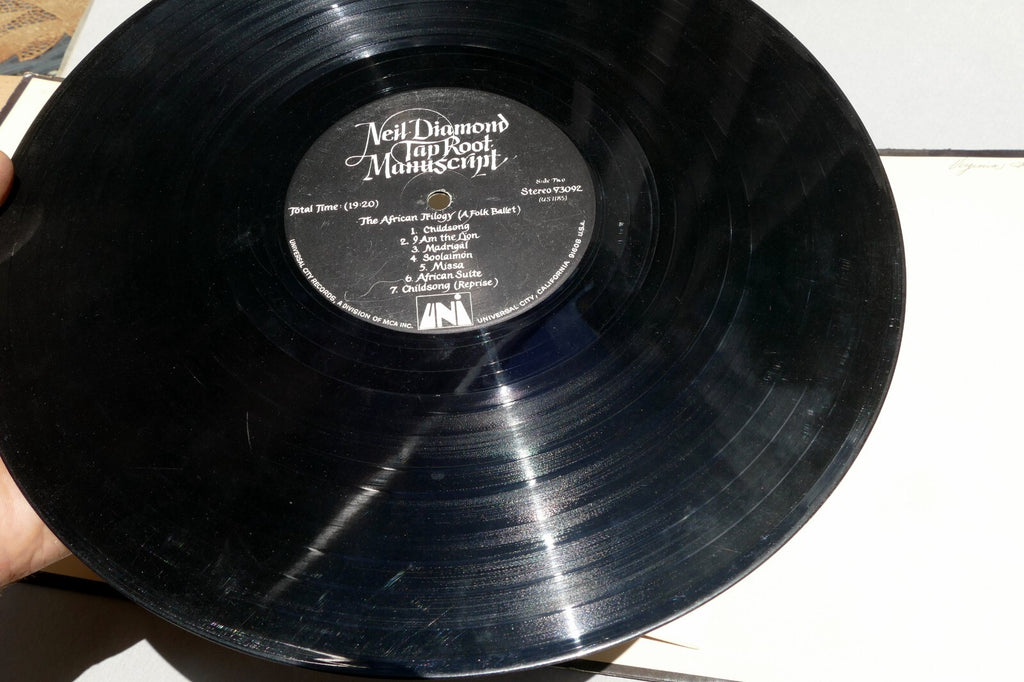 Neil Diamond
Tap Root
Manuscript
Side Two
Stereo 73092
Total Time: (19:20)
The African Trilogy (A Folk Ballet)
1. Childsong
2. I Am the Lion
3. Madrigal
4. Soolaimón
5. Missa
6. African Suite
7. Childsong (Reprise)
UNI
UNIVERSAL CITY RECORDS, A DIVISION OF MCA INC. UNIVERSAL CITY, CALIFORNIA 91608 U.S.A.